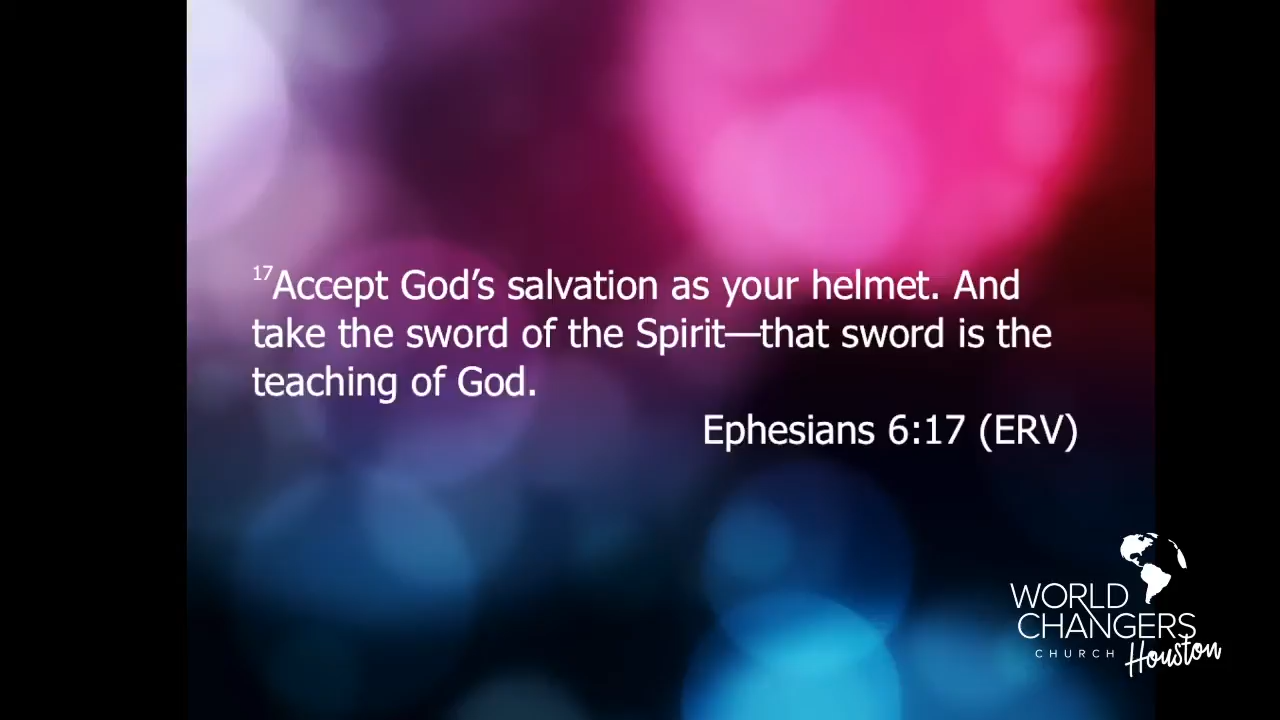 17Accept God's salvation as your helmet. And
take the sword of the Spirit—that sword is the
teaching of God.
Ephesians 6:17 (ERV)
WORLD
CHANGERS
CHURCH Houston